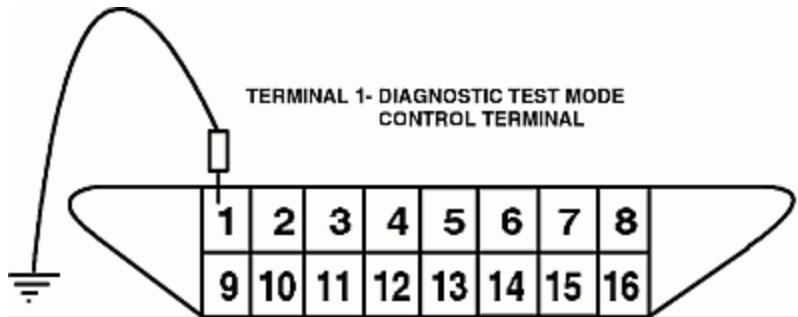 TERMINAL 1- DIAGNOSTIC TEST MODE
CONTROL TERMINAL
1 2 3 4 5 6 7 8
9 10 11 12 13 14 15 16